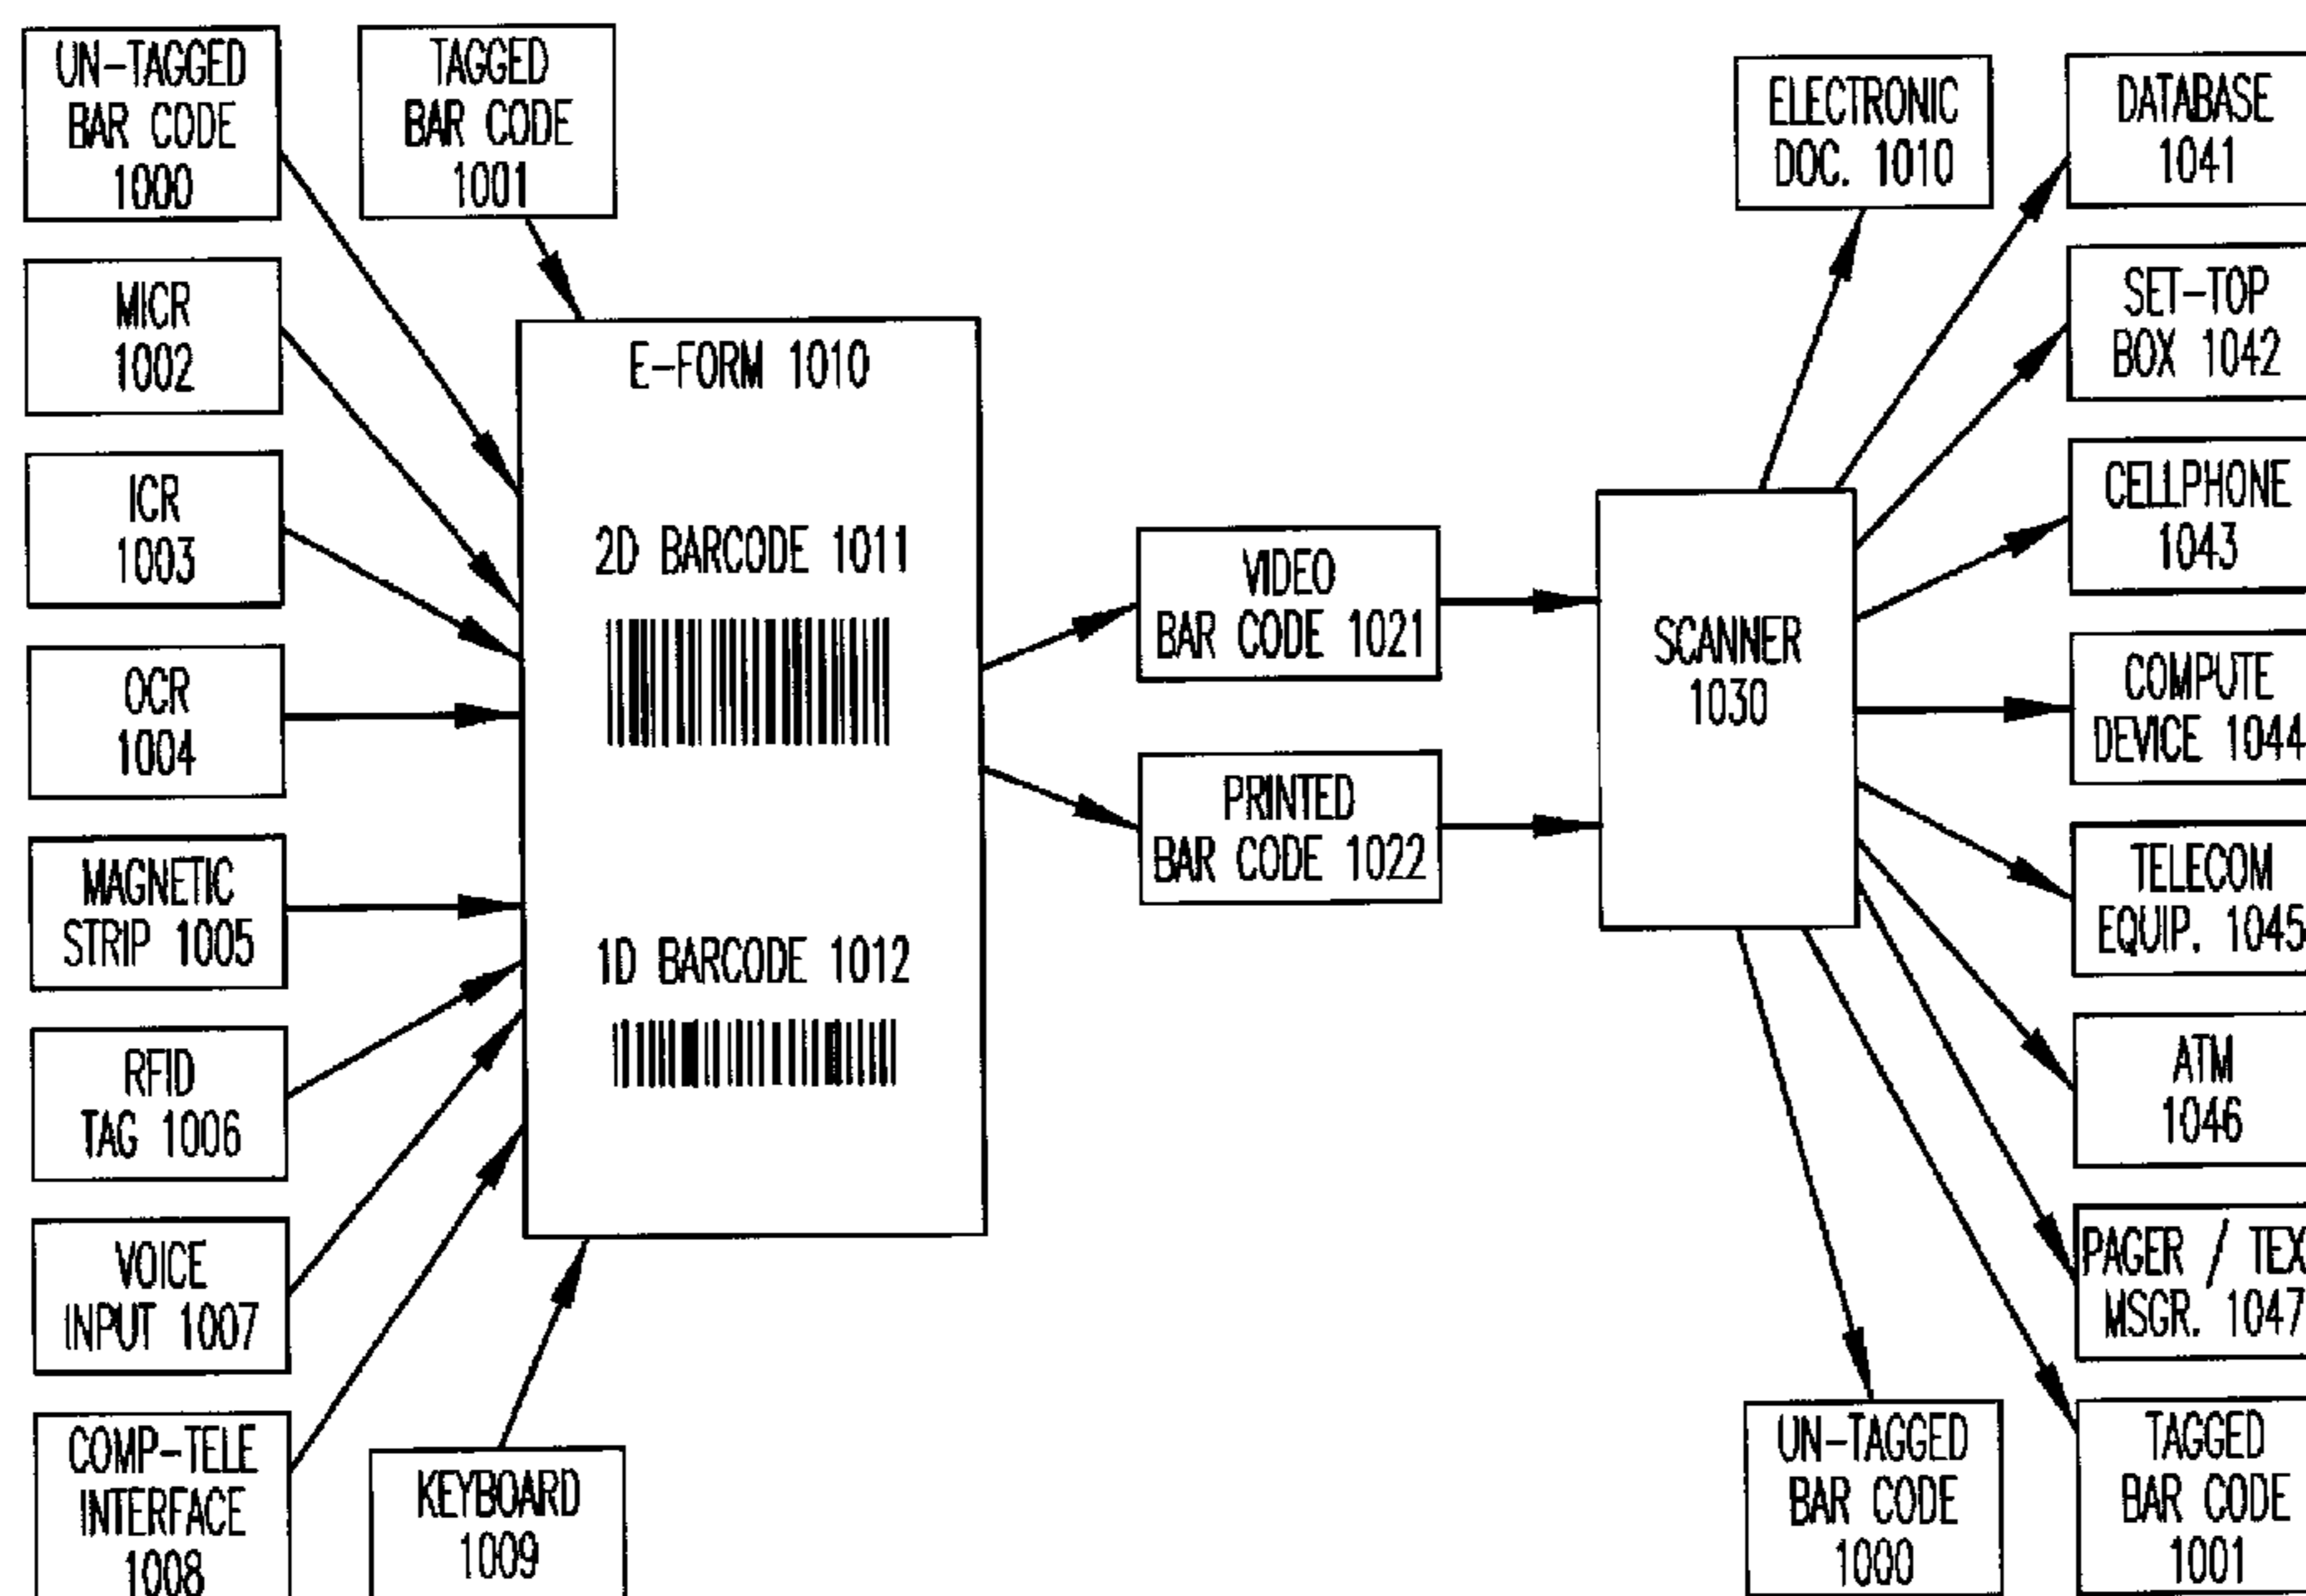 UN-TAGGED
BAR CODE
1000
TAGGED
BAR CODE
1001
MICR
1002
ICR
1003
OCR
1004
MAGNETIC
STRIP 1005
RFID
TAG 1006
VOICE
INPUT 1007
COMP-TELE
INTERFACE
1008
KEYBOARD
1009
E-FORM 1010
2D BARCODE 1011
1D BARCODE 1012
VIDEO
BAR CODE 1021
PRINTED
BAR CODE 1022
SCANNER
1030
ELECTRONIC
DOC. 1010
DATABASE
1041
SET-TOP
BOX 1042
CELLPHONE
1043
COMPUTE
DEVICE 1044
TELECOM
EQUIP. 1045
ATM
1046
PAGER / TEX
MSGR. 1047
UN-TAGGED
BAR CODE
1000
TAGGED
BAR CODE
1001